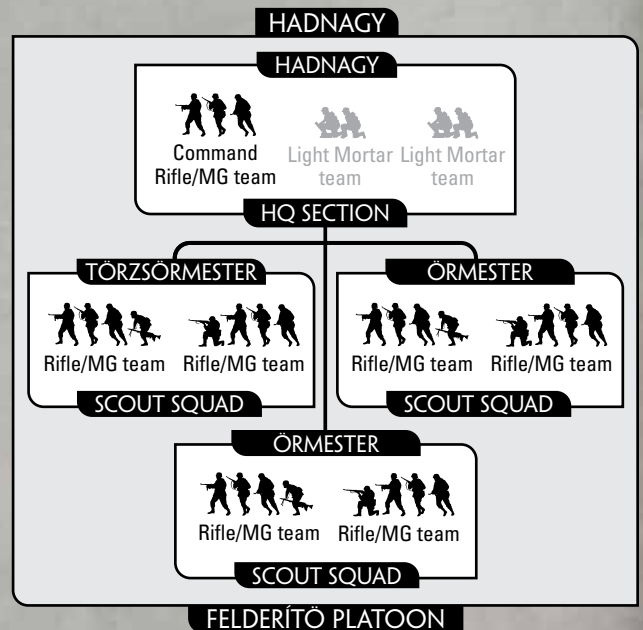 HADNAGY
HADNAGY
Command
Rifle/MG team
Light Mortar
team
Light Mortar
team
HQ SECTION
TÖRZSÖRMESTER
Rifle/MG team
Rifle/MG team
SCOUT SQUAD
ÖRMESTER
Rifle/MG team
Rifle/MG team
SCOUT SQUAD
ÖRMESTER
Rifle/MG team
Rifle/MG team
SCOUT SQUAD
FELDERÍTÖ PLATOON